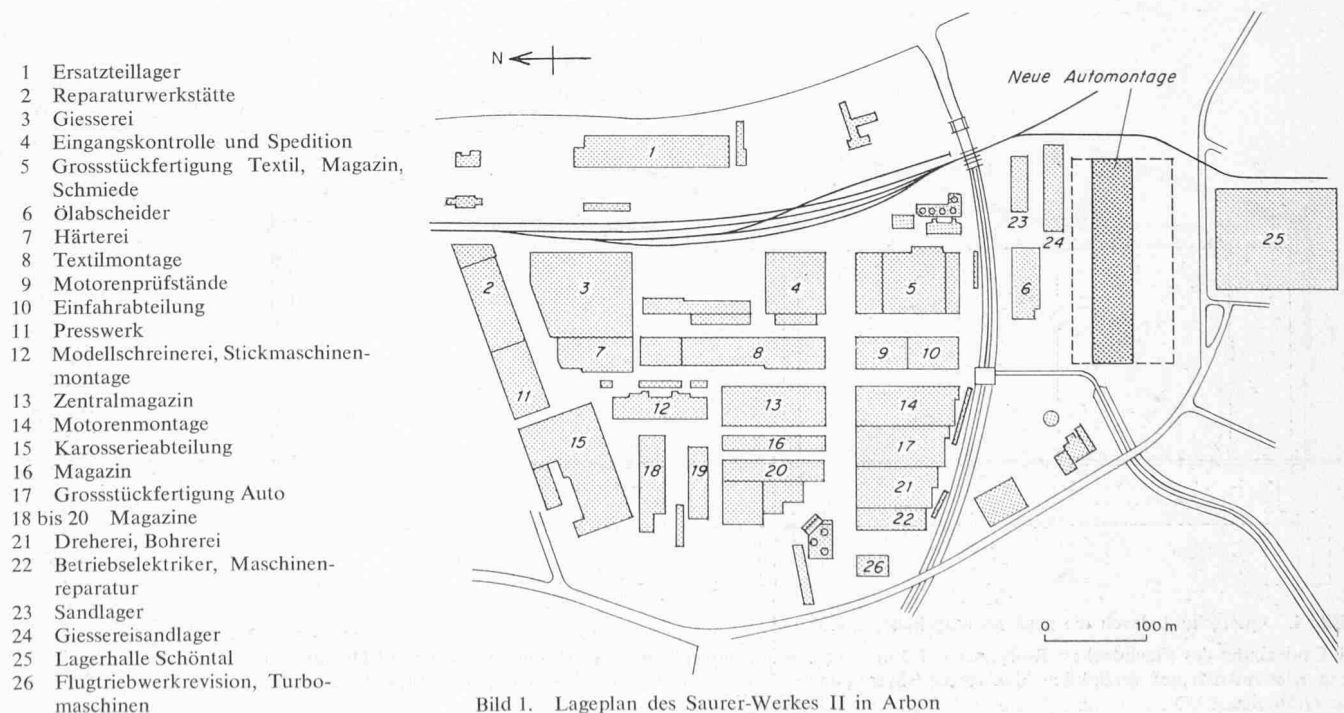 1 Ersatzteillager
2 Reparaturwerkstätte
3 Giesserei
4 Eingangskontrolle und Spedition
5 Grossstückfertigung Textil, Magazin,
Schmiede
6 Ölabscheider
7 Härterei
8 Textilmontage
9 Motorenprüfstände
10 Einfahrabteilung
11 Presswerk
12 Modellschreinerei, Stickmaschinen-
montage
13 Zentralmagazin
14 Motorenmontage
15 Karosserieabteilung
16 Magazin
17 Grossstückfertigung Auto
18 bis 20 Magazine
21 Dreherei, Bohrerei
22 Betriebselektriker, Maschinen-
reparatur
23 Sandlager
24 Giessereisandlager
25 Lagerhalle Schöntal
26 Flugtriebwerkrevision, Turbo-
maschinen
N
Neue Automontage
1
2
3
4
5
23
24
25
6
7
8
9
10
11
12
13
14
15
16
17
18
19
20
21
22
26
0 100 m
Bild 1. Lageplan des Saurer-Werkes II in Arbon